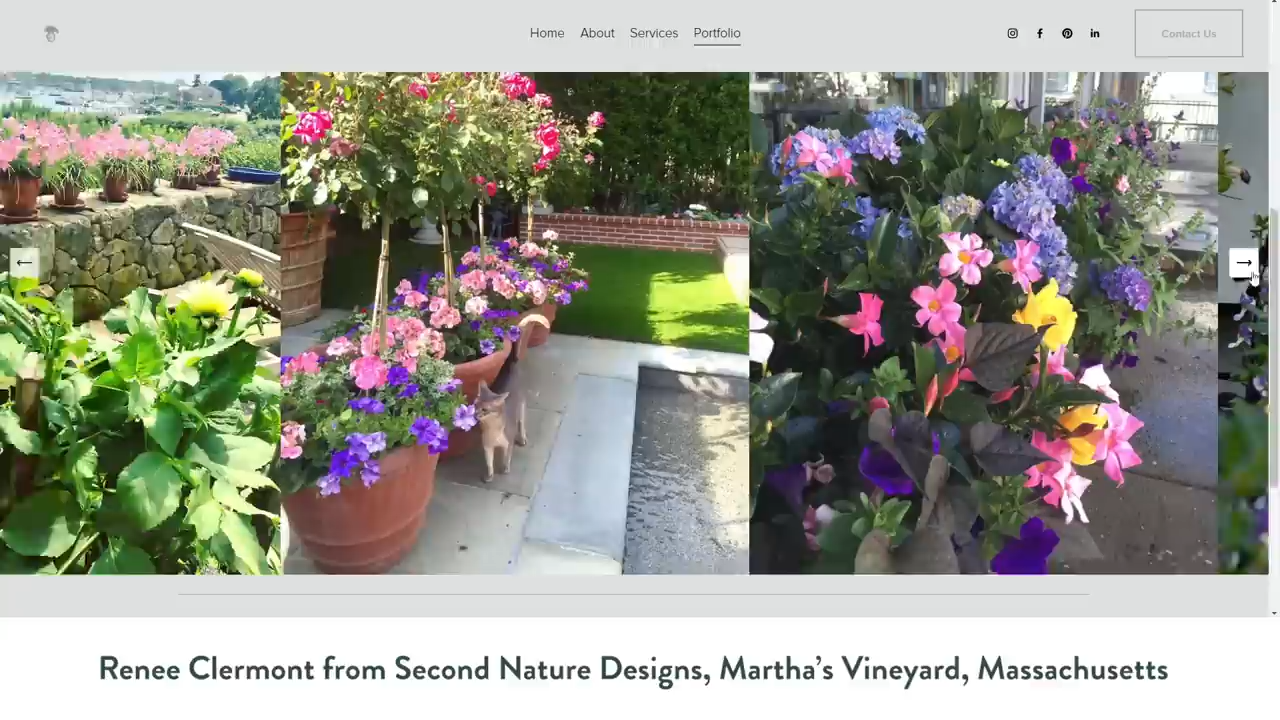 Home About Services Portfolio Contact Us
Renee Clermont from Second Nature Designs, Martha's Vineyard, Massachusetts